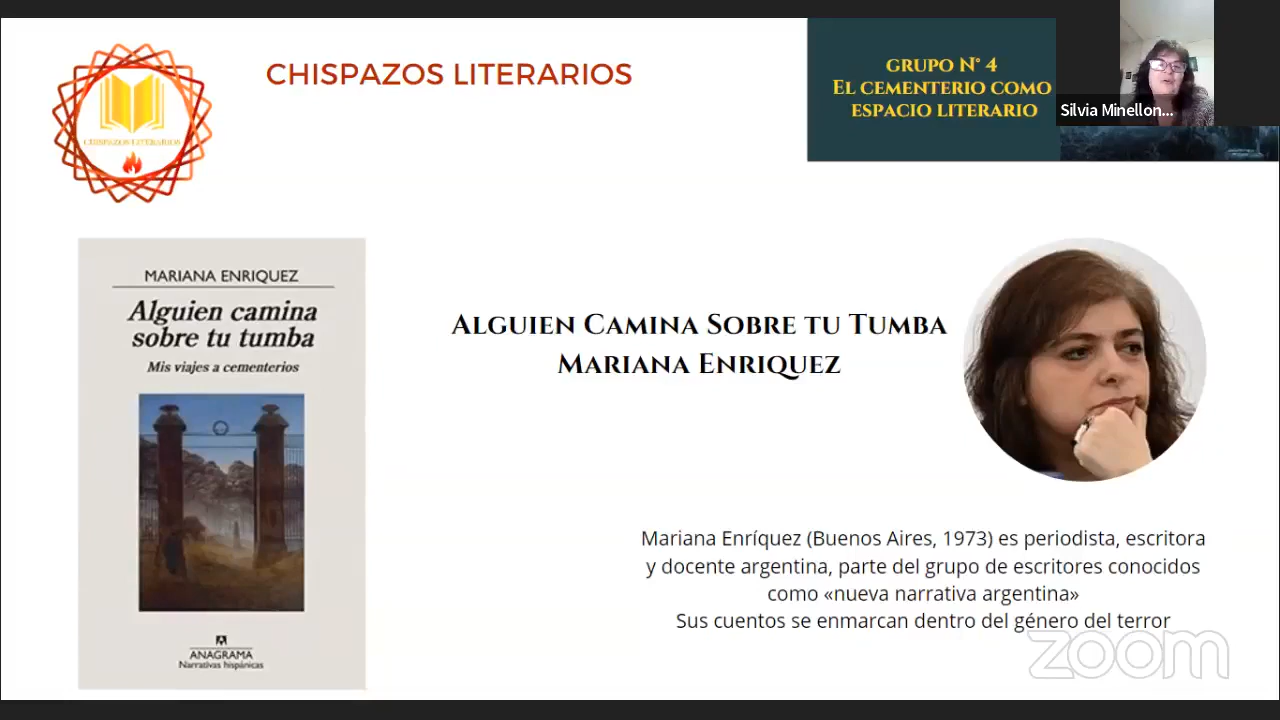 CHISPAZOS LITERARIOS
CHISPAZOS LITERARIOS
GRUPO N° 4
EL CEMENTERIO COMO
ESPACIO LITERARIO
Silvia Minellon...
MARIANA ENRIQUEZ
Alguien camina
sobre tu tumba
Mis viajes a cementerios
ANAGRAMA
Narrativas hispánicas
ALGUIEN CAMINA SOBRE TU TUMBA
MARIANA ENRIQUEZ
Mariana Enríquez (Buenos Aires, 1973) es periodista, escritora
y docente argentina, parte del grupo de escritores conocidos
como «nueva narrativa argentina»
Sus cuentos se enmarcan dentro del género del terror
zoom